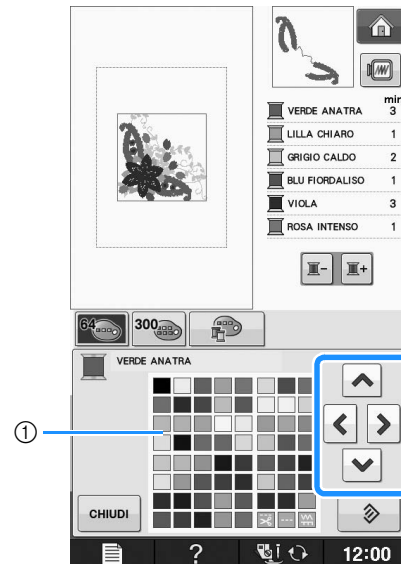 min
VERDE ANATRA 3
LILLA CHIARO 1
GRIGIO CALDO 2
BLU FIORDALISO 1
VIOLA 3
ROSA INTENSO 1
- +
64 300
VERDE ANATRA
①
CHIUDI
? i 12:00